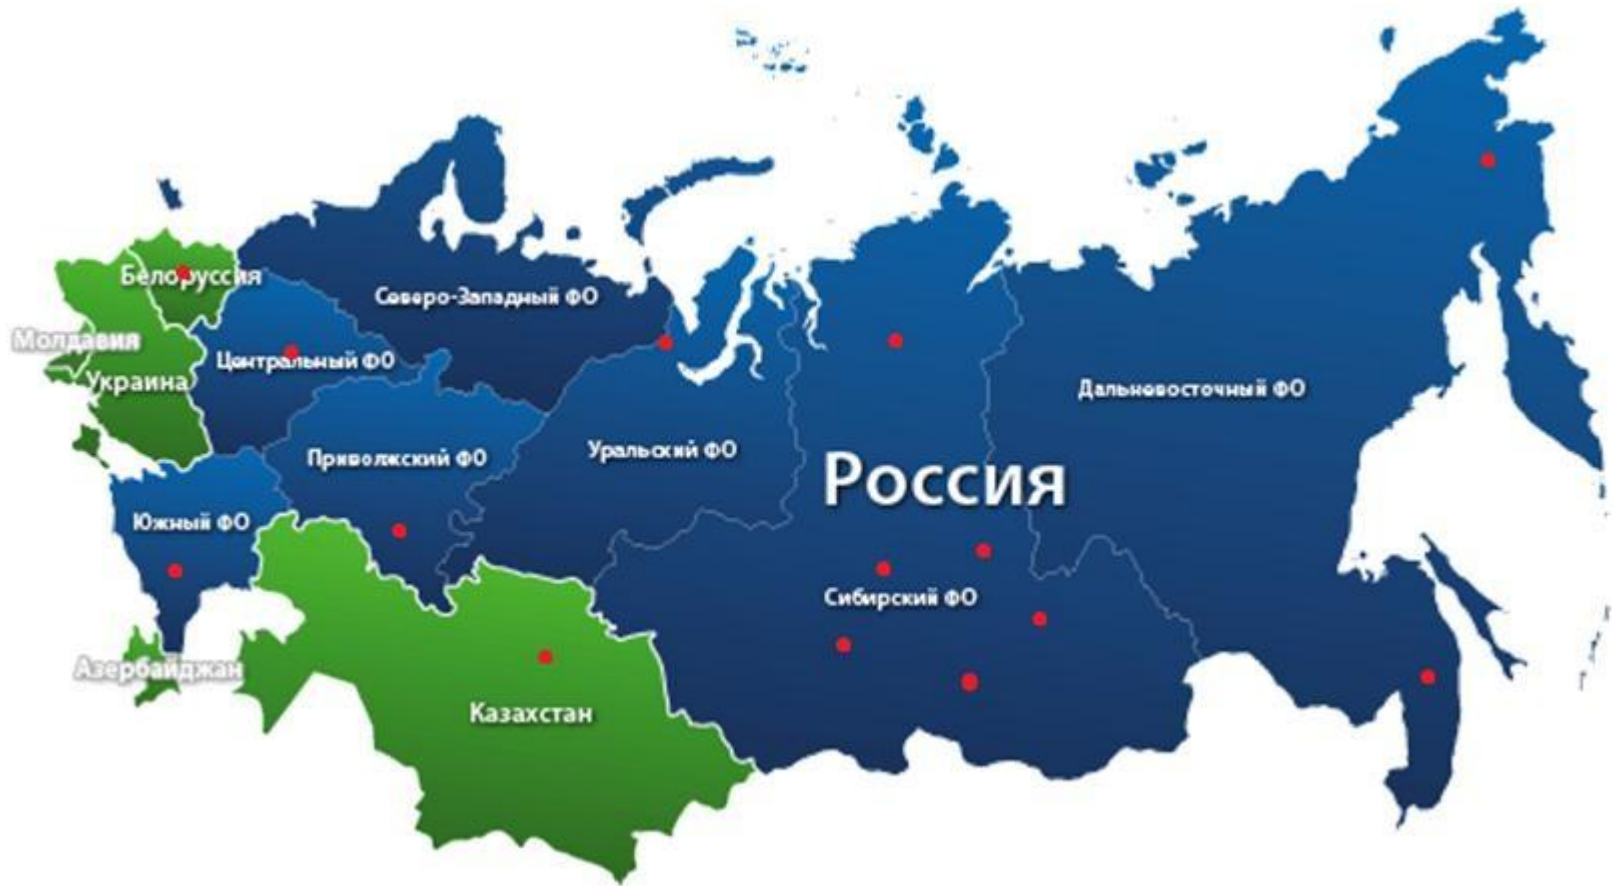 Белоруссия
Северо-Западный ФО
Молдавия
Центральный ФО
Украина
Дальневосточный ФО
Приволжский ФО
Уральский ФО
Россия
Южный ФО
Сибирский ФО
Азербайджан
Казахстан